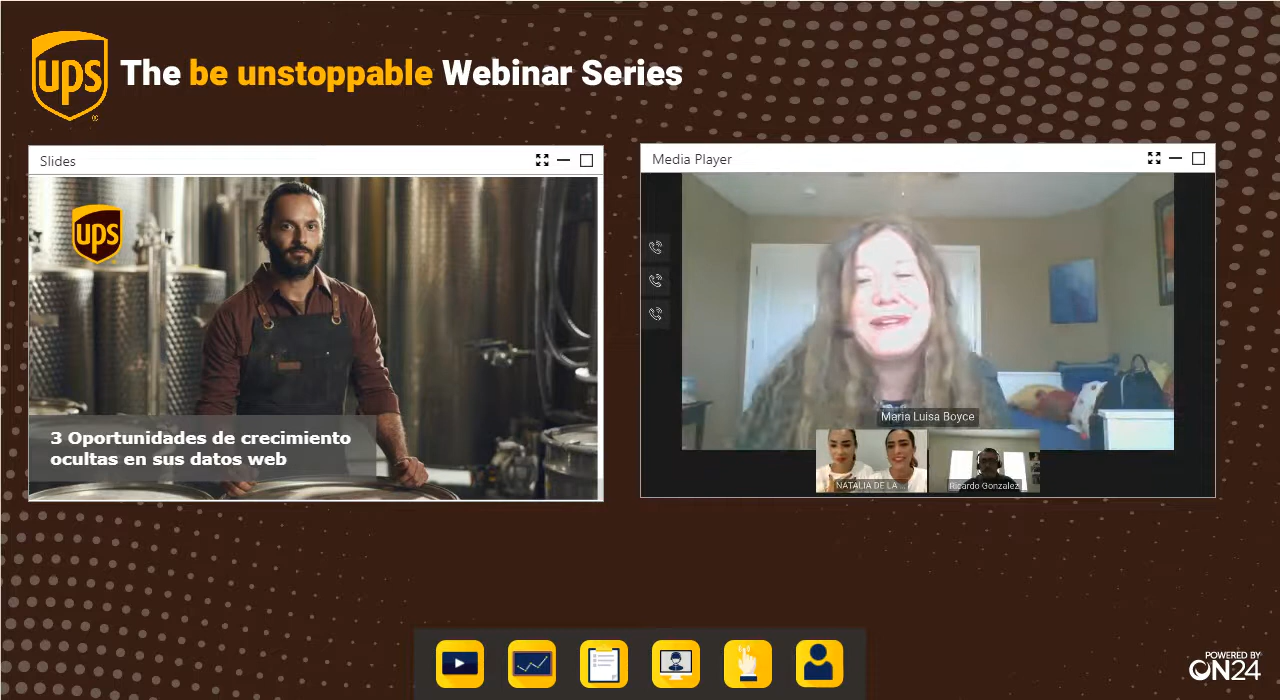 ups
The be unstoppable Webinar Series
Slides
Media Player
ups
3 Oportunidades de crecimiento
ocultas en sus datos web
Maria Luisa Boyce
NATALIA DE LA
Ricardo Gonzalez
POWERED BY
ON24